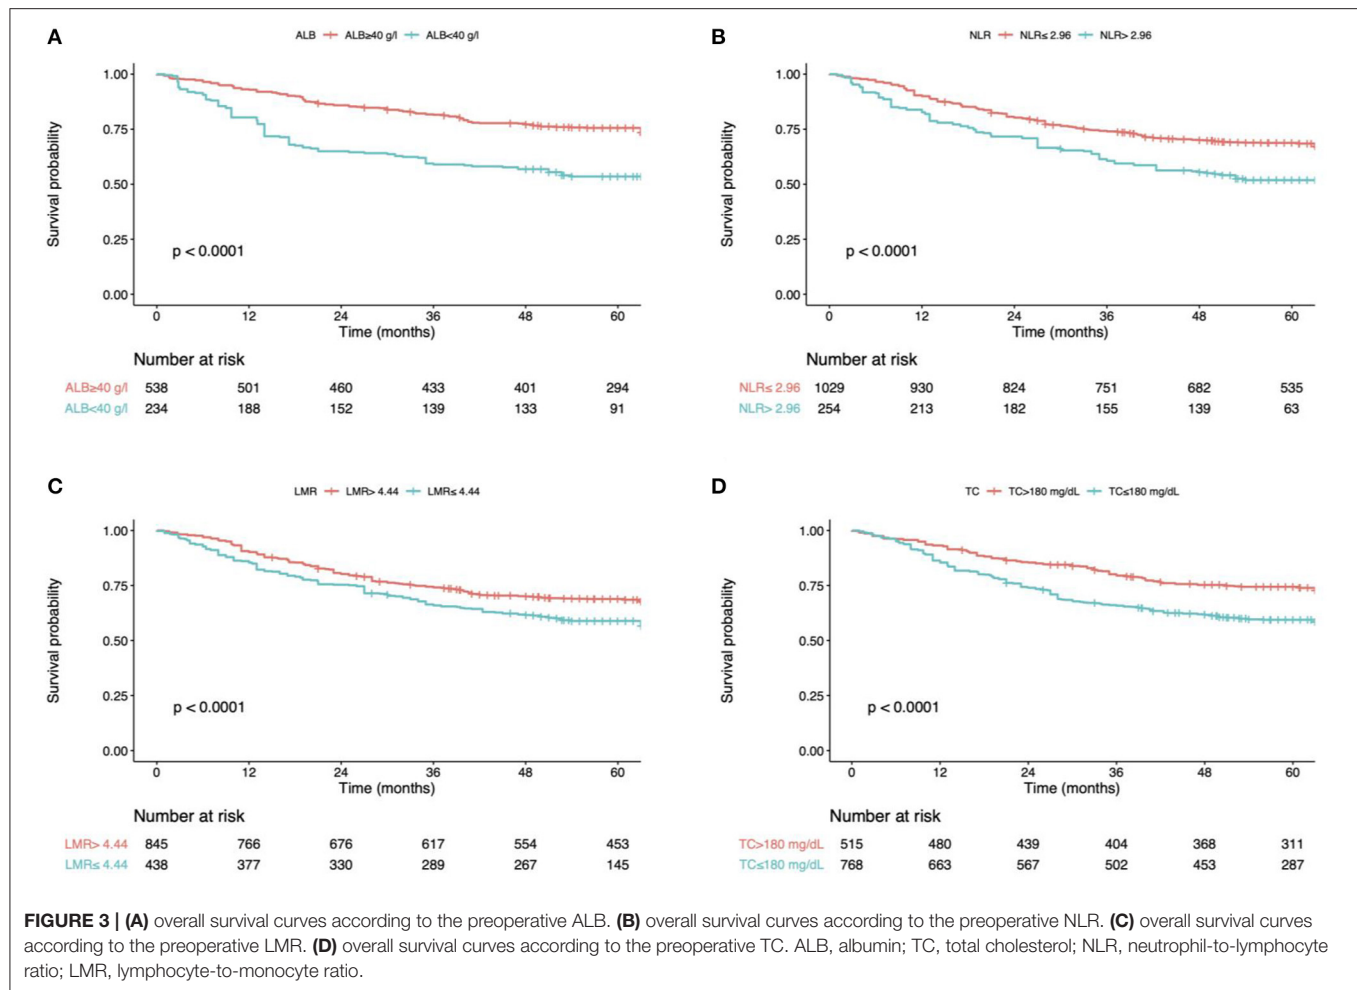 A
ALB ALB≥40 g/l ALB<40 g/l
1.00
0.75
0.50
0.25
0.00
Survival probability
p < 0.0001
0 12 24 36 48 60
Time (months)
Number at risk
ALB≥40 g/l 538 501 460 433 401 294
ALB<40 g/l 234 188 152 139 133 91
B
NLR NLR≤ 2.96 NLR> 2.96
1.00
0.75
0.50
0.25
0.00
Survival probability
p < 0.0001
0 12 24 36 48 60
Time (months)
Number at risk
NLR≤ 2.96 1029 930 824 751 682 535
NLR> 2.96 254 213 182 155 139 63
C
LMR LMR> 4.44 LMR≤ 4.44
1.00
0.75
0.50
0.25
0.00
Survival probability
p < 0.0001
0 12 24 36 48 60
Time (months)
Number at risk
LMR> 4.44 845 766 676 617 554 453
LMR≤ 4.44 438 377 330 289 267 145
D
TC TC>180 mg/dL TC≤180 mg/dL
1.00
0.75
0.50
0.25
0.00
Survival probability
p < 0.0001
0 12 24 36 48 60
Time (months)
Number at risk
TC>180 mg/dL 515 480 439 404 368 311
TC≤180 mg/dL 768 663 567 502 453 287
FIGURE 3 | (A) overall survival curves according to the preoperative ALB. (B) overall survival curves according to the preoperative NLR. (C) overall survival curves
according to the preoperative LMR. (D) overall survival curves according to the preoperative TC. ALB, albumin; TC, total cholesterol; NLR, neutrophil-to-lymphocyte
ratio; LMR, lymphocyte-to-monocyte ratio.